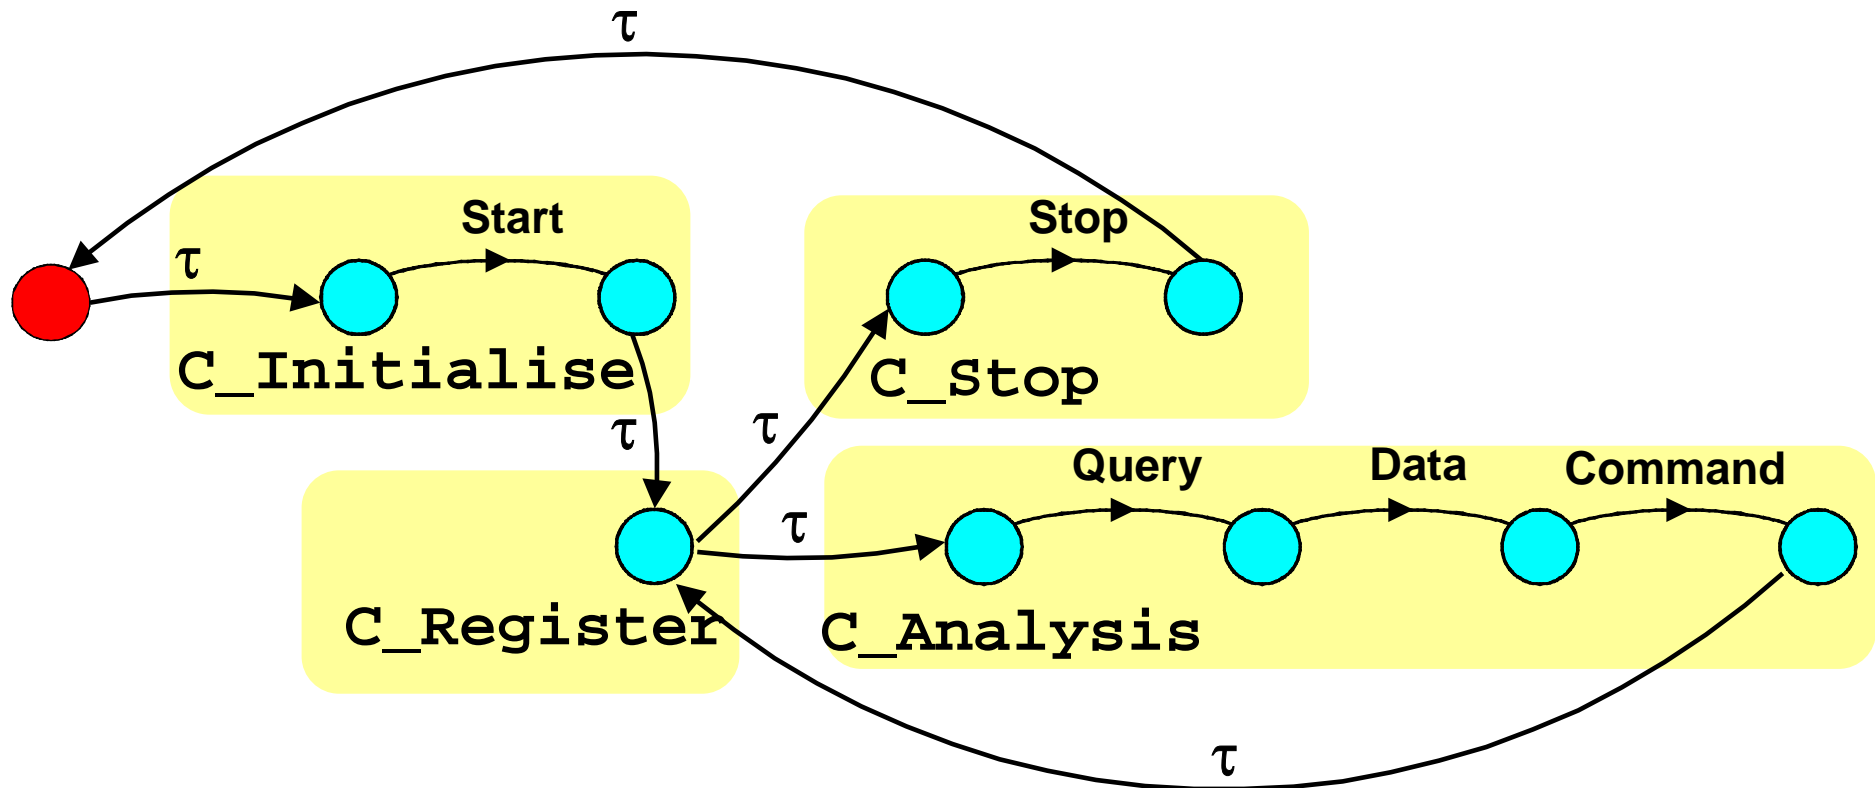 τ
Start
Stop
τ
C_Initialise
C_Stop
τ
τ
Query
Data
Command
τ
C_Register
C_Analysis
τ